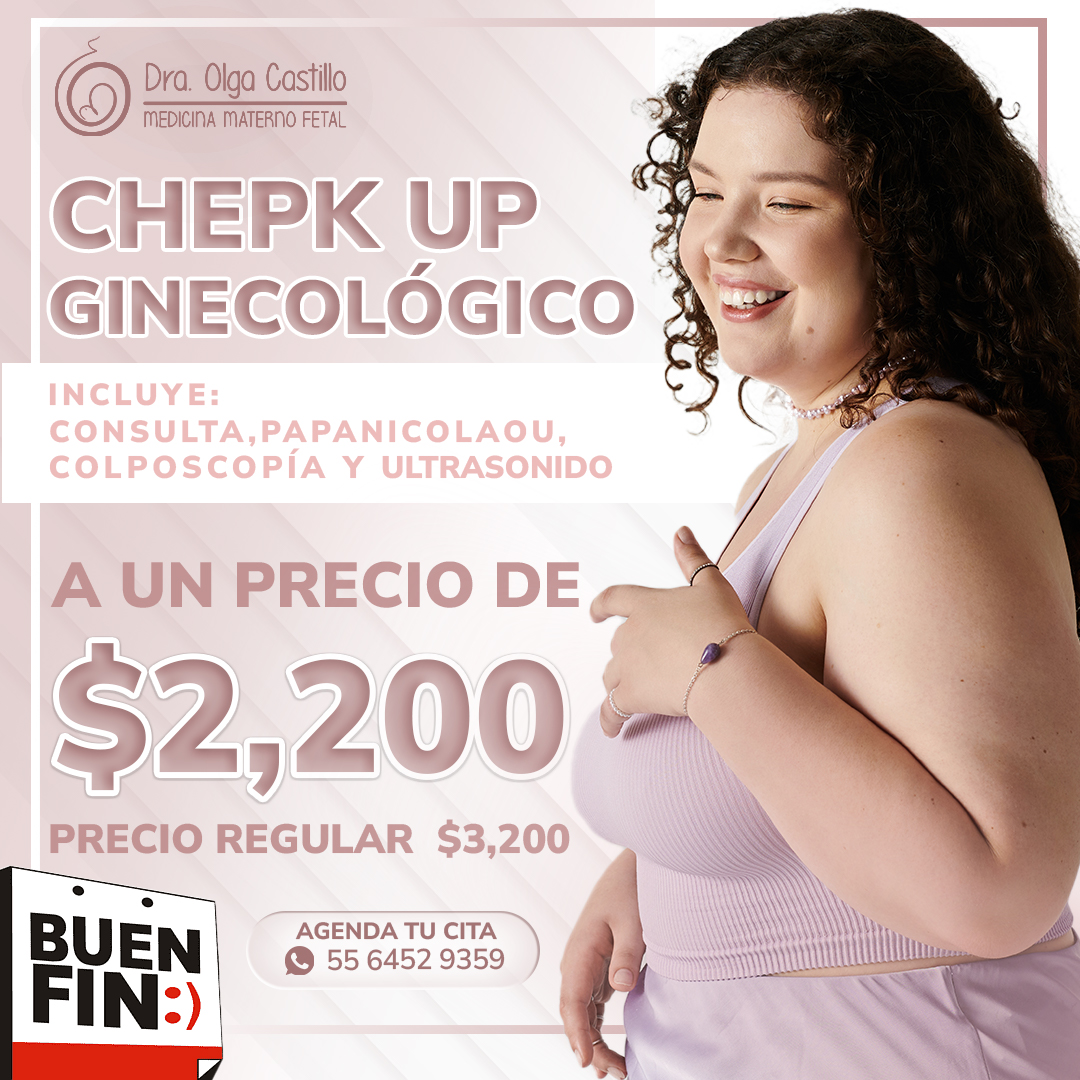 Dra. Olga Castillo
MEDICINA MATERNO FETAL
CHEPK UP
GINECOLÓGICO
INCLUYE:
CONSULTA,PAPANICOLAOU,
COLPOSCOPÍA Y ULTRASONIDO
A UN PRECIO DE
$2,200
PRECIO REGULAR $3,200
BUEN
FIN:)
AGENDA TU CITA
55 6452 9359